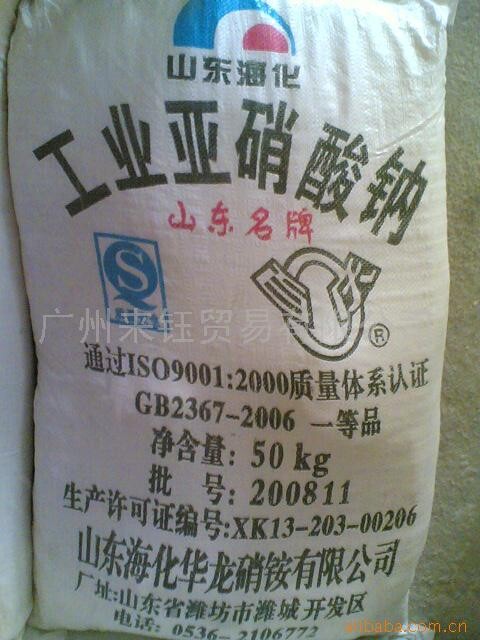 山东海化
工业亚硝酸钠
山东名牌
广州来钰贸易有
®
通过ISO9001:2000质量体系认证
GB2367-2006 一等品
净含量: 50 kg
批 号: 200811
生产许可证编号:XK13-203-00206
山东海化华龙硝铵有限公司
厂址:山东省潍坊市潍城开发区
电话: 0536-2106772
alibaba.com.cn